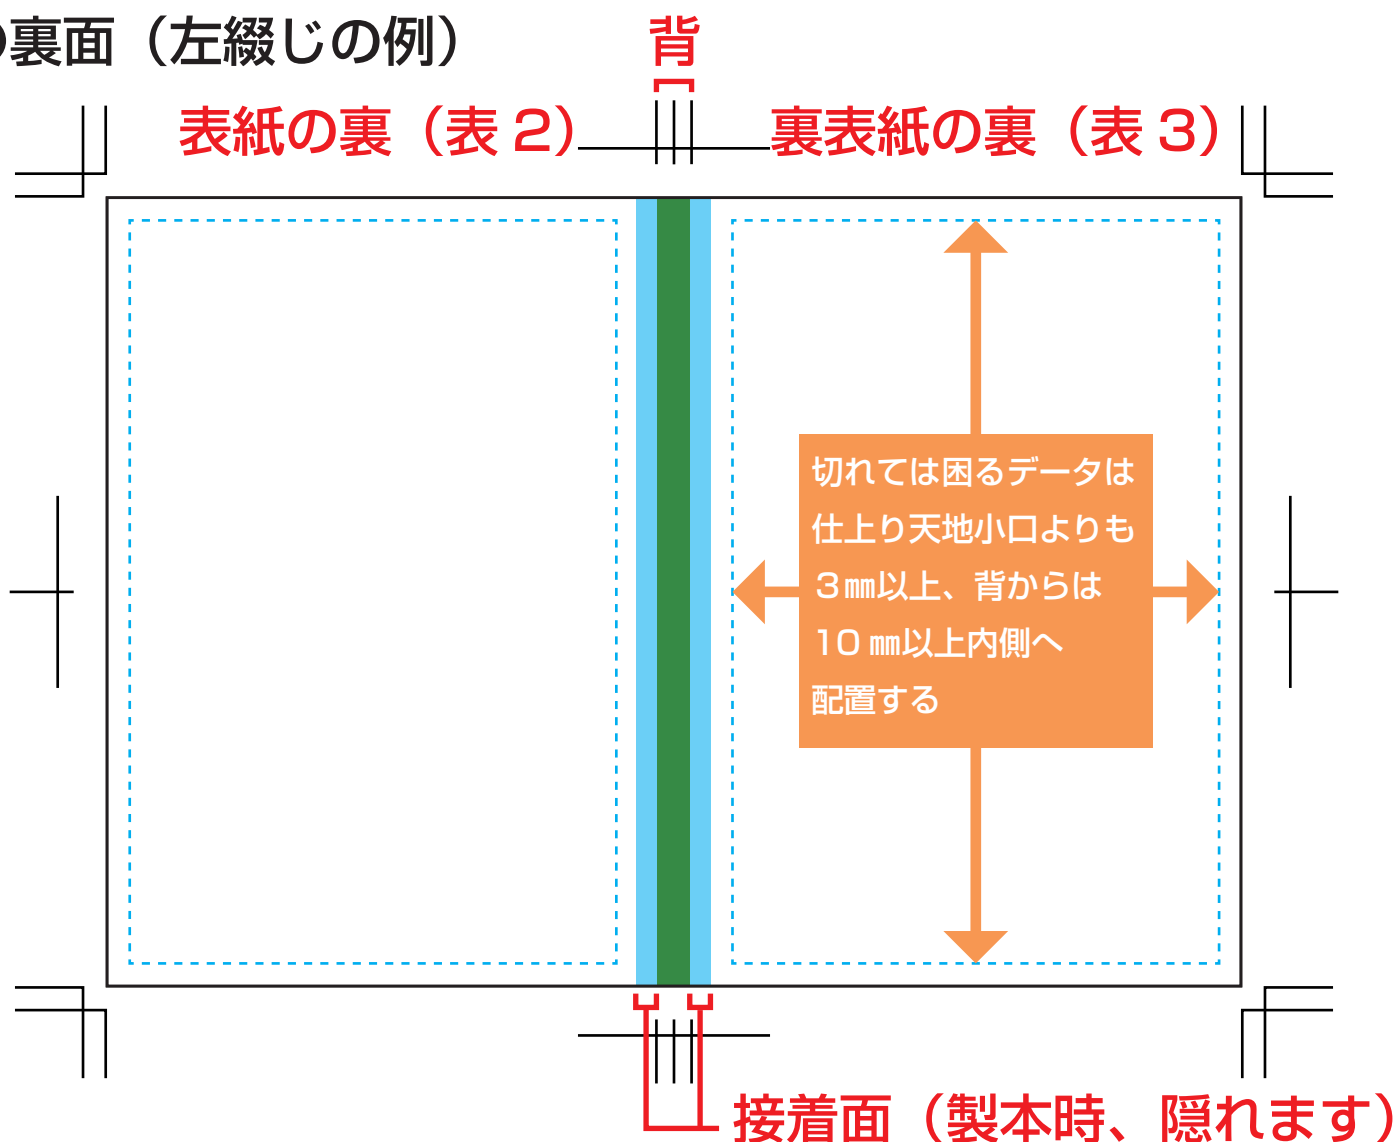 裏面（左綴じの例）
背
表紙の裏（表２）
裏表紙の裏（表３）
切れては困るデータは
仕上り天地小口よりも
３㎜以上、背からは
10 ㎜以上内側へ
配置する
接着面（製本時、隠れます）